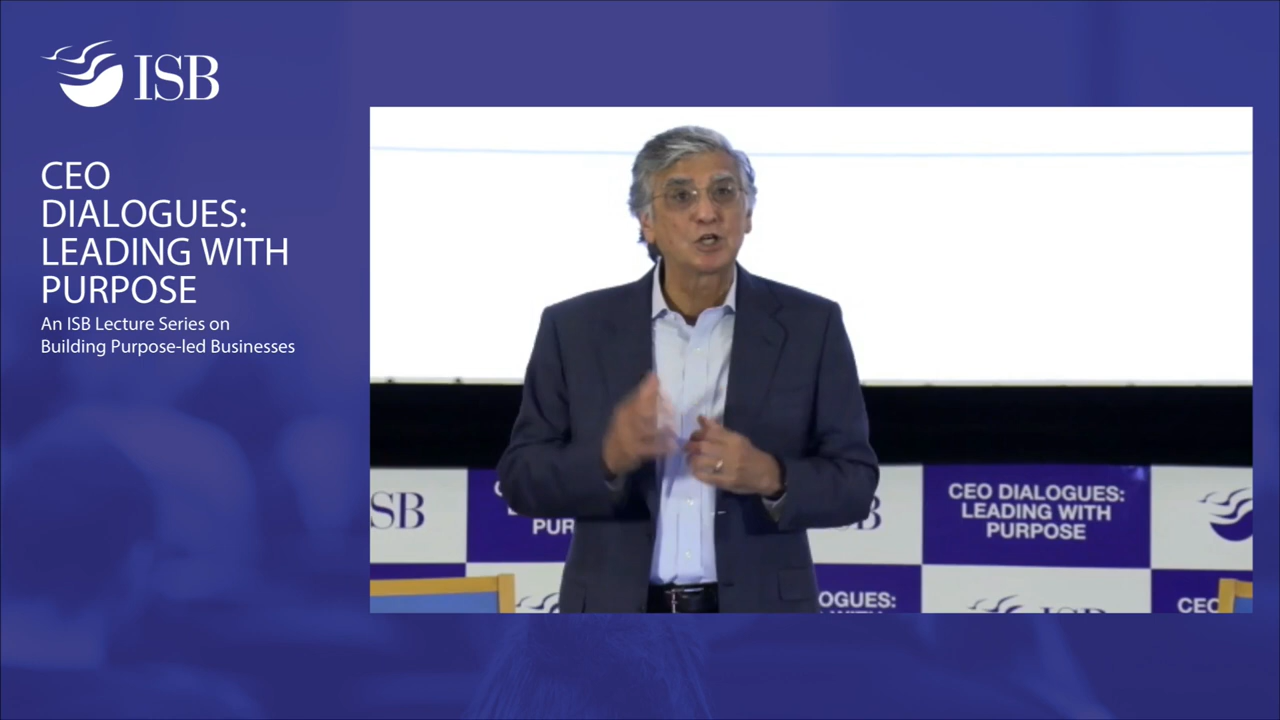 ISB
CEO
DIALOGUES:
LEADING WITH
PURPOSE
An ISB Lecture Series on
Building Purpose-led Businesses
SB
PUR
B
CEO DIALOGUES:
LEADING WITH
PURPOSE
OGUES:
CEO